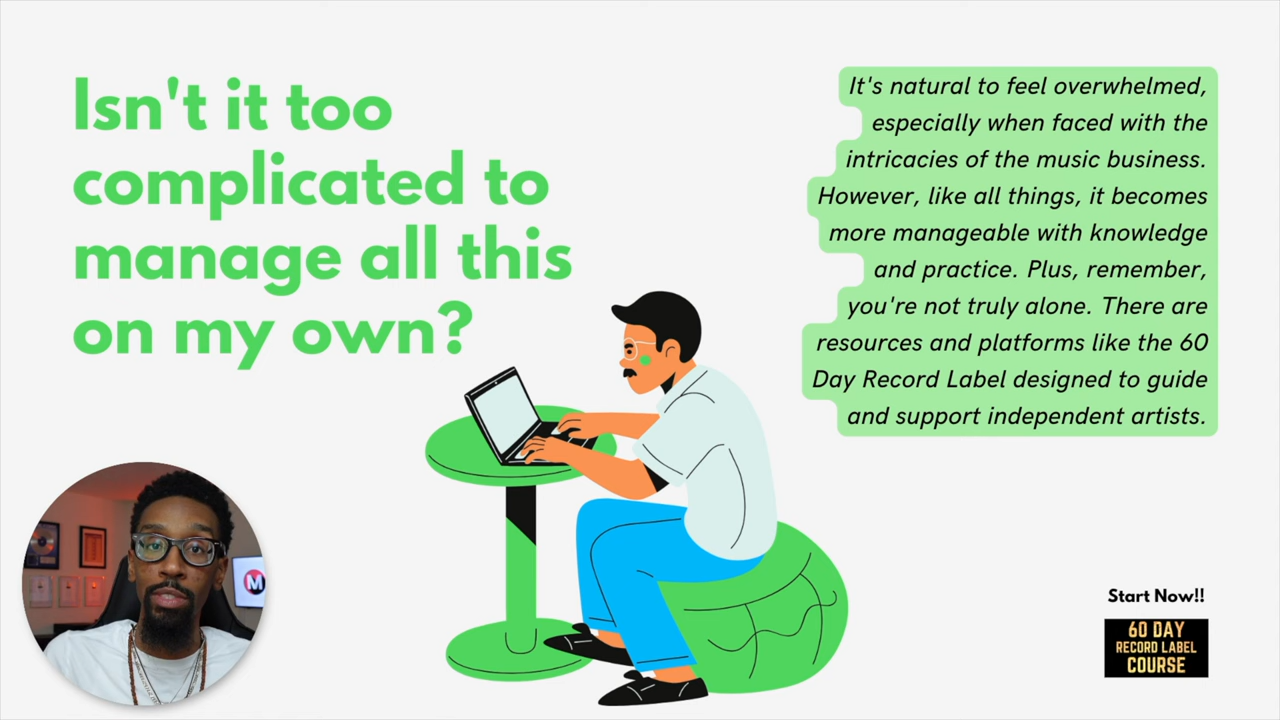 Isn't it too
complicated to
manage all this
on my own?
It's natural to feel overwhelmed,
especially when faced with the
intricacies of the music business.
However, like all things, it becomes
more manageable with knowledge
and practice. Plus, remember,
you're not truly alone. There are
resources and platforms like the 60
Day Record Label designed to guide
and support independent artists.
M
Start Now!!
60 DAY
RECORD LABEL
COURSE